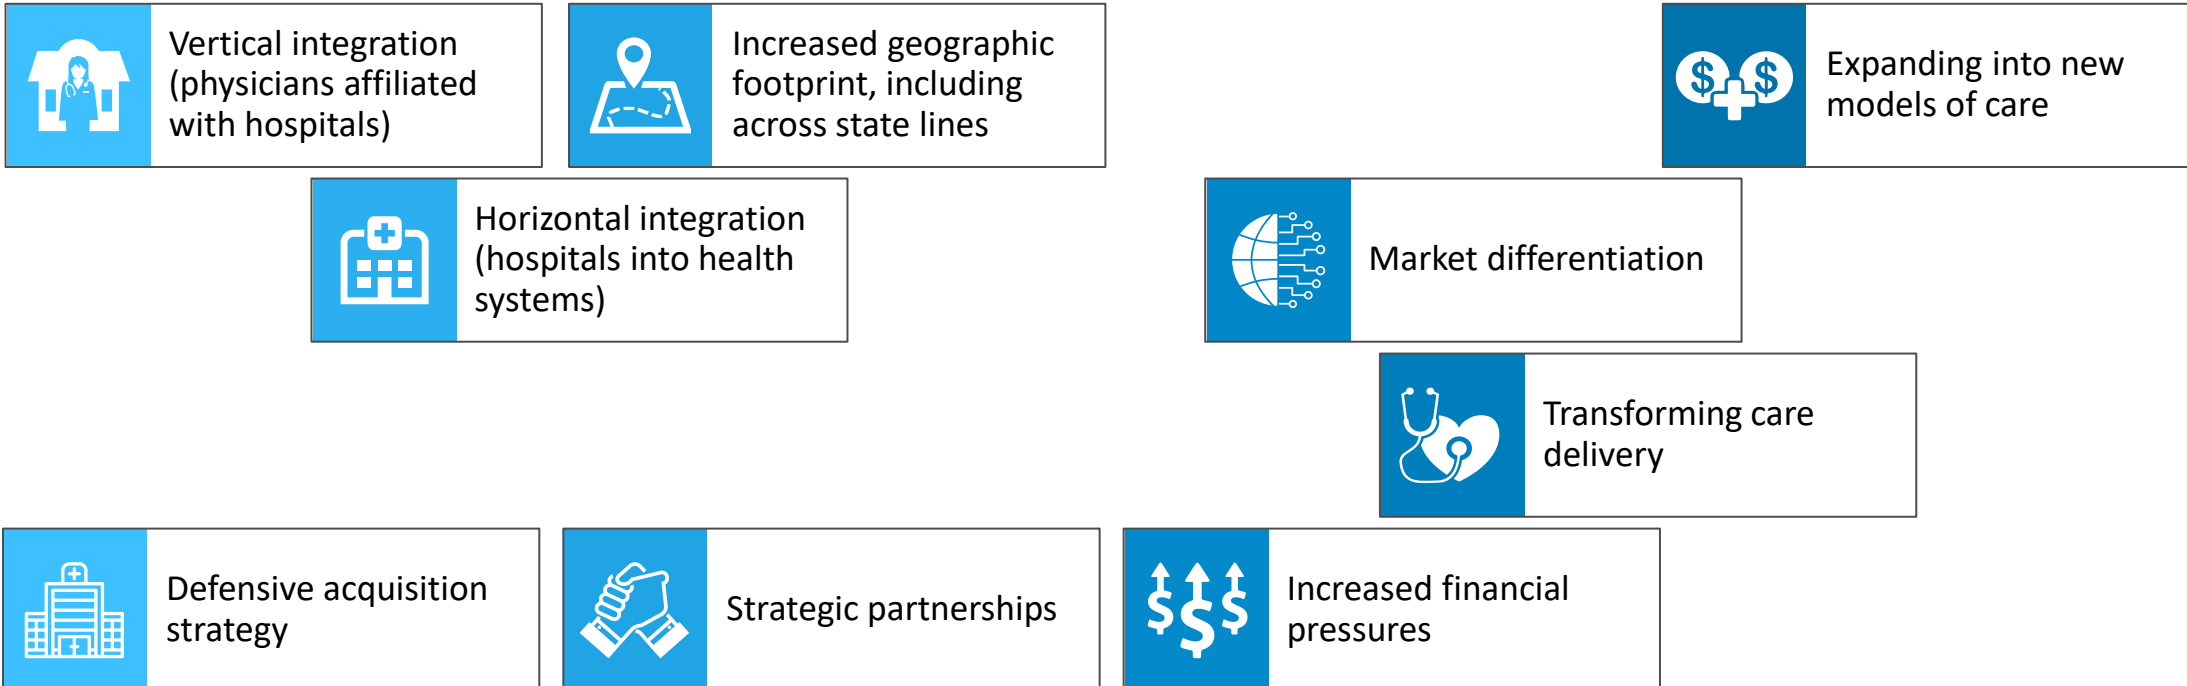 Vertical integration
(physicians affiliated
with hospitals)
Increased geographic
footprint, including
across state lines
Expanding into new
models of care
Horizontal integration
(hospitals into health
systems)
Market differentiation
Transforming care
delivery
Defensive acquisition
strategy
Strategic partnerships
Increased financial
pressures